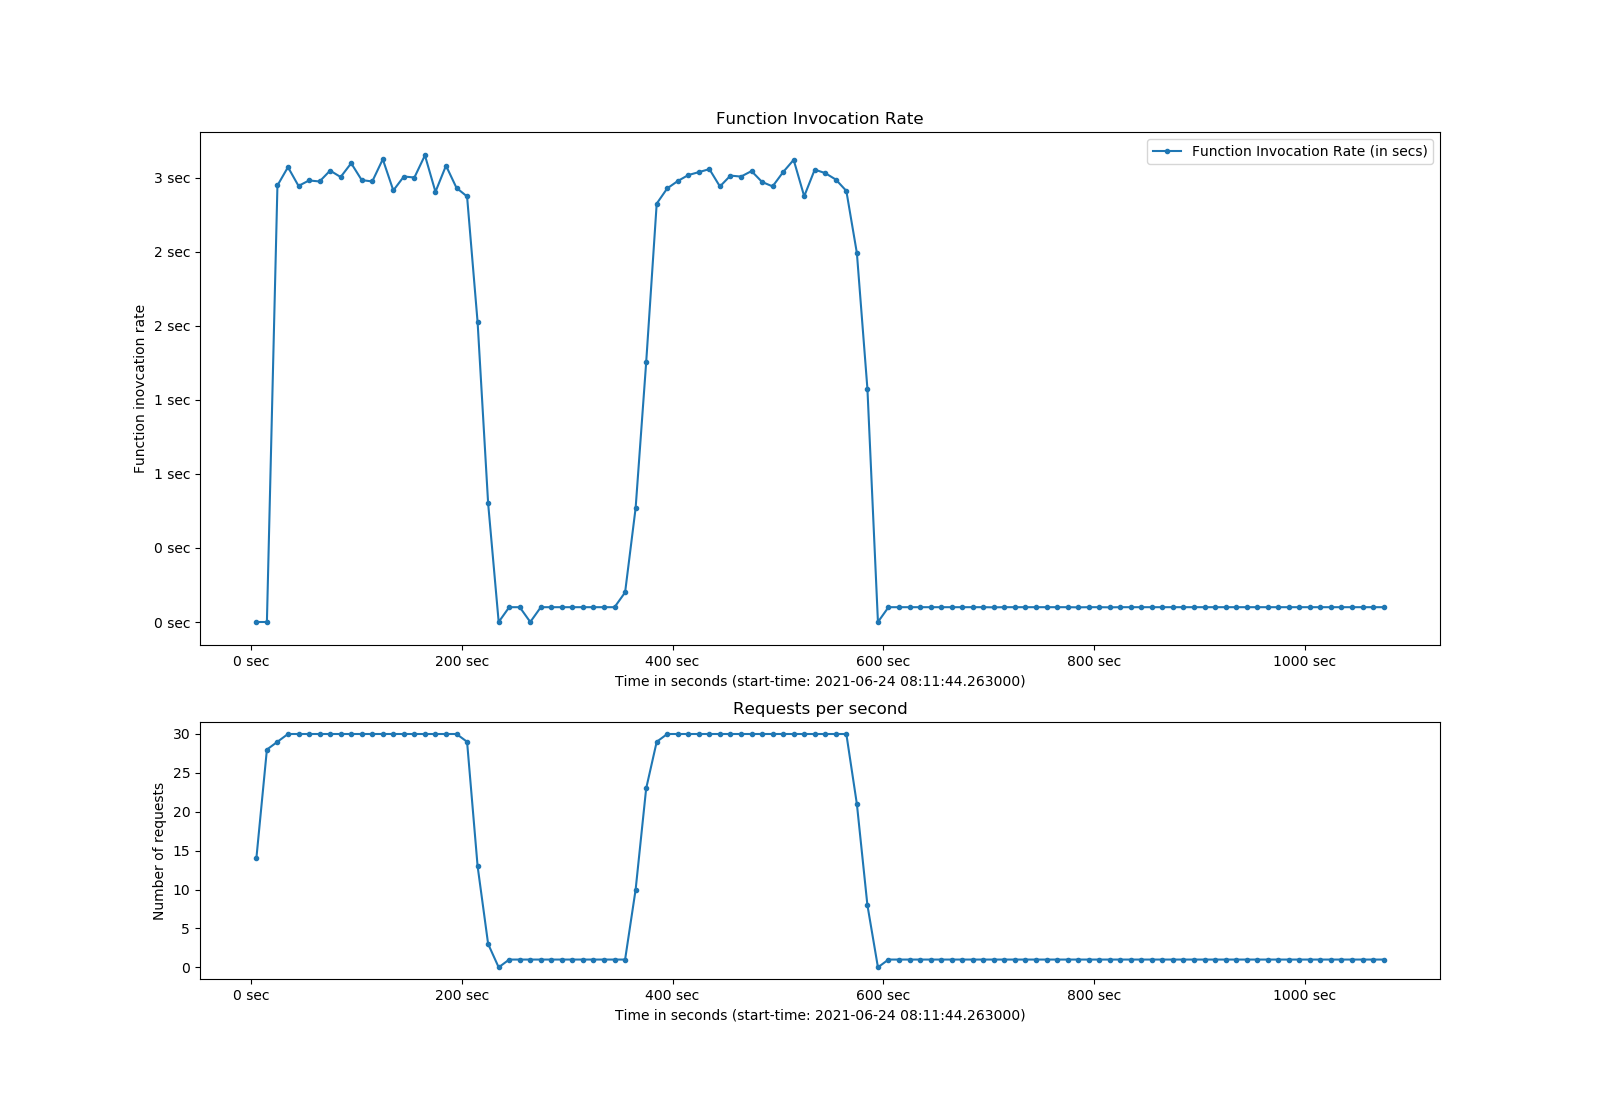 Function Invocation Rate
Function Invocation Rate (in secs)
3 sec
2 sec
2 sec
1 sec
1 sec
0 sec
0 sec
Function inovcation rate
0 sec 200 sec 400 sec 600 sec 800 sec 1000 sec
Time in seconds (start-time: 2021-06-24 08:11:44.263000)
Requests per second
30
25
20
15
10
5
0
Number of requests
0 sec 200 sec 400 sec 600 sec 800 sec 1000 sec
Time in seconds (start-time: 2021-06-24 08:11:44.263000)